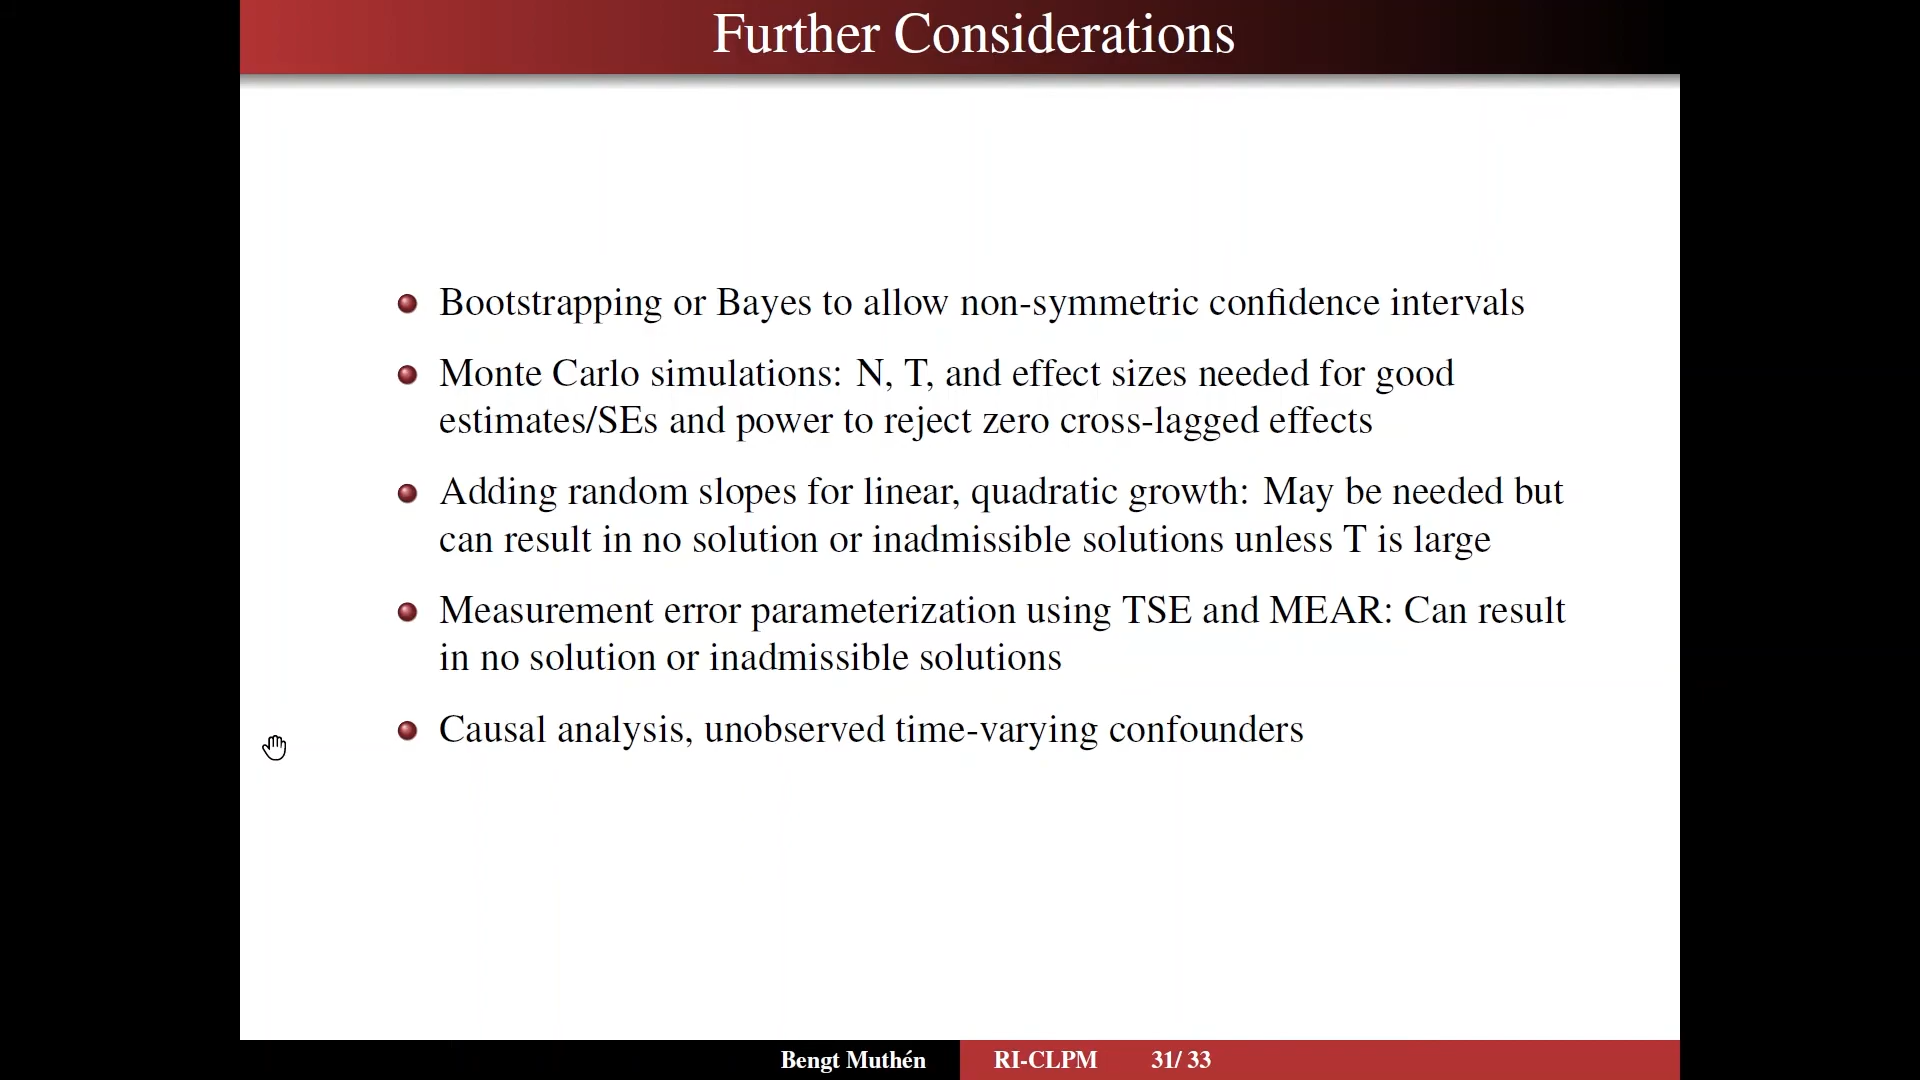 Further Considerations
Bootstrapping or Bayes to allow non-symmetric confidence intervals
Monte Carlo simulations: N, T, and effect sizes needed for good
estimates/SEs and power to reject zero cross-lagged effects
Adding random slopes for linear, quadratic growth: May be needed but
can result in no solution or inadmissible solutions unless T is large
Measurement error parameterization using TSE and MEAR: Can result
in no solution or inadmissible solutions
Causal analysis, unobserved time-varying confounders
Bengt Muthén RI-CLPM 31/ 33